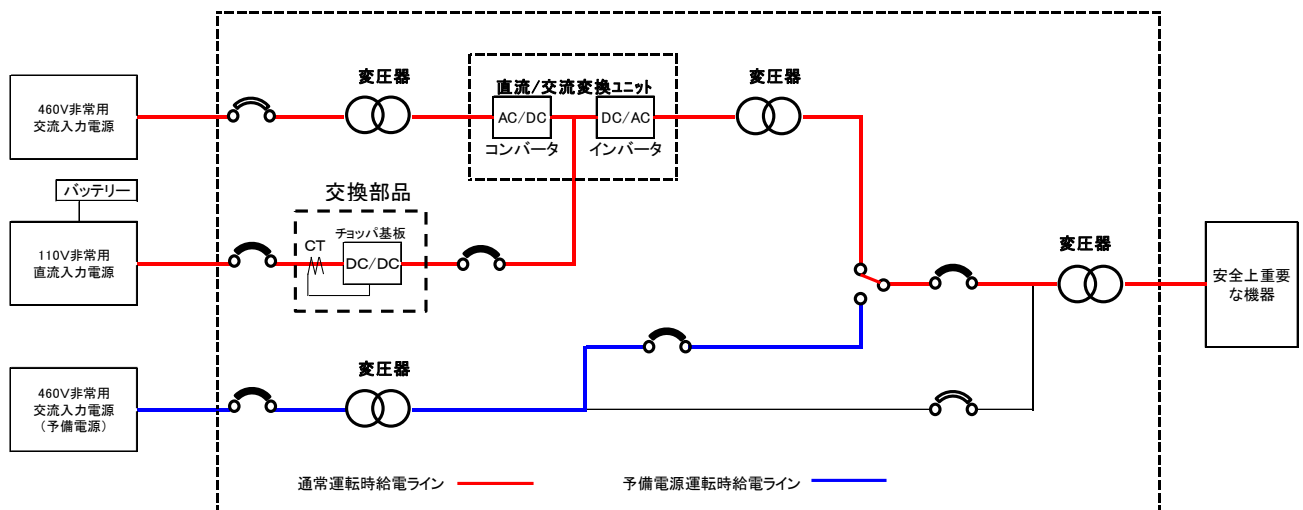 変圧器
直流/交流変換ユニット
変圧器
460V非常用
交流入力電源
AC/DC
DC/AC
コンバータ
インバータ
バッテリー
交換部品
110V非常用
直流入力電源
CT
チョッパ基板
DC/DC
変圧器
安全上重要
な機器
変圧器
460V非常用
交流入力電源
(予備電源)
通常運転時給電ライン
予備電源運転時給電ライン